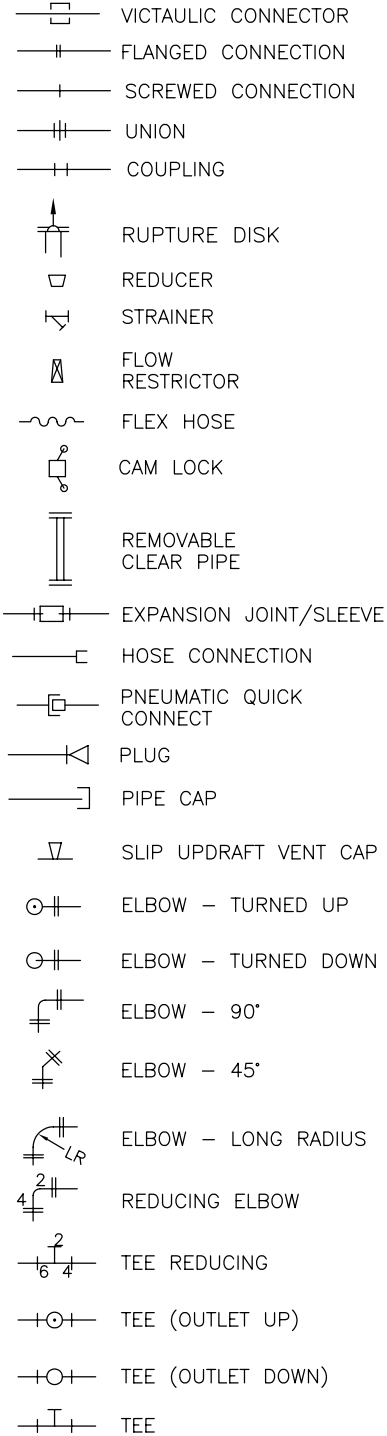 VICTAULIC CONNECTOR
FLANGED CONNECTION
SCREWED CONNECTION
UNION
COUPLING
RUPTURE DISK
REDUCER
STRAINER
FLOW
RESTRICTOR
FLEX HOSE
CAM LOCK
REMOVABLE
CLEAR PIPE
EXPANSION JOINT/SLEEVE
HOSE CONNECTION
PNEUMATIC QUICK
CONNECT
PLUG
PIPE CAP
SLIP UPDRAFT VENT CAP
ELBOW – TURNED UP
ELBOW – TURNED DOWN
ELBOW – 90°
ELBOW – 45°
ELBOW – LONG RADIUS
LR
2
4
REDUCING ELBOW
2
TEE REDUCING
6 4
TEE (OUTLET UP)
TEE (OUTLET DOWN)
TEE